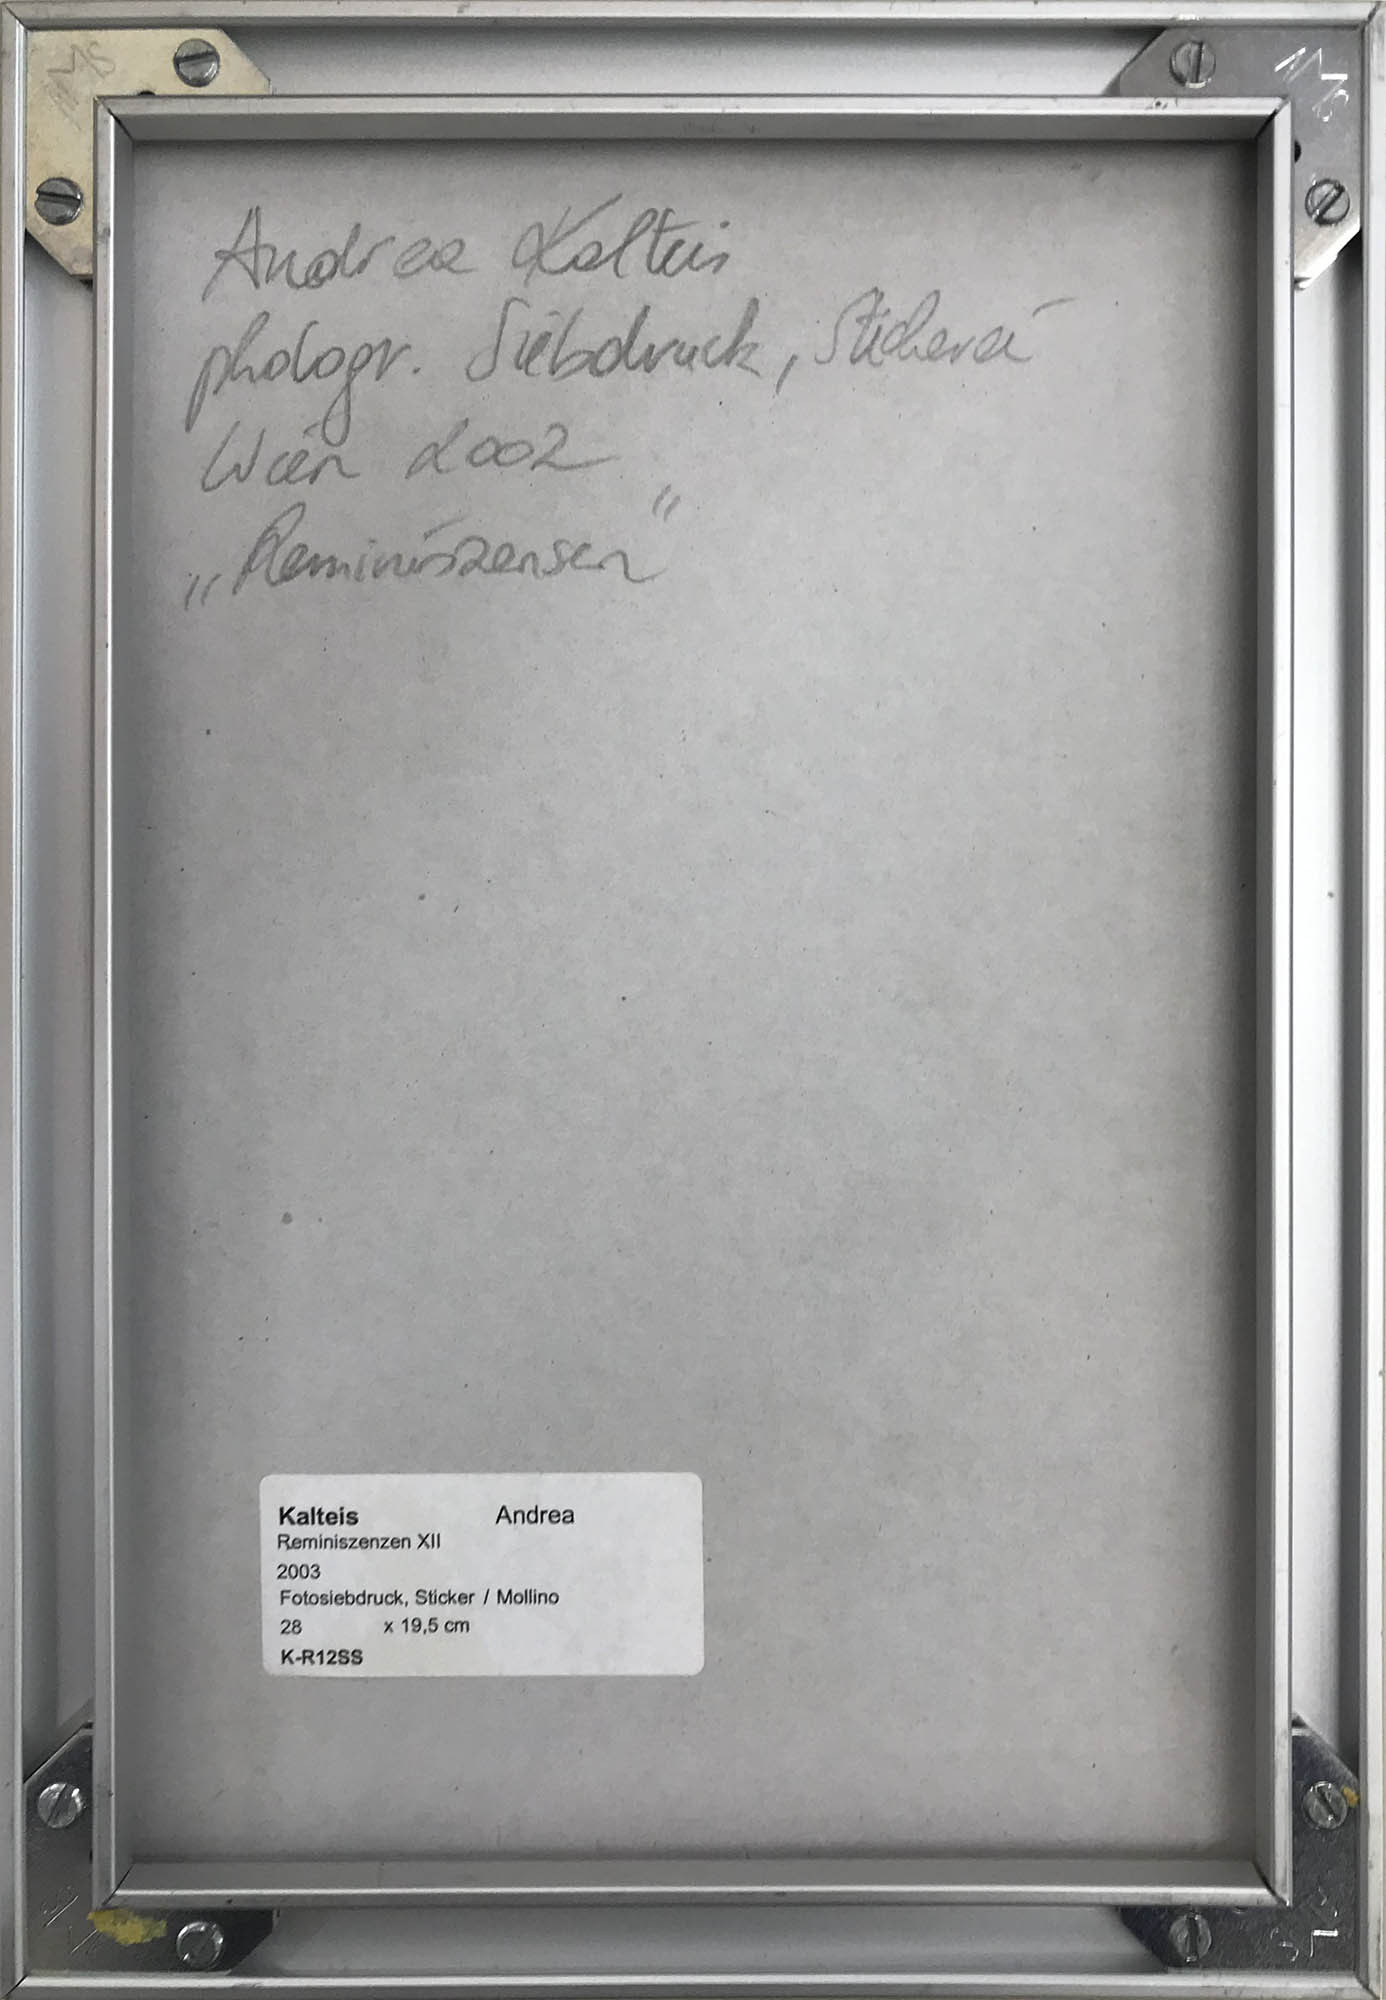 Andrea Kalteis
photogr. Siebdruck, Stickerei
Wien 2002
„Reminiszensen“
Kalteis Andrea
Reminiszenzen XII
2003
Fotosiebdruck, Sticker / Mollino
28 x 19,5 cm
K-R12SS